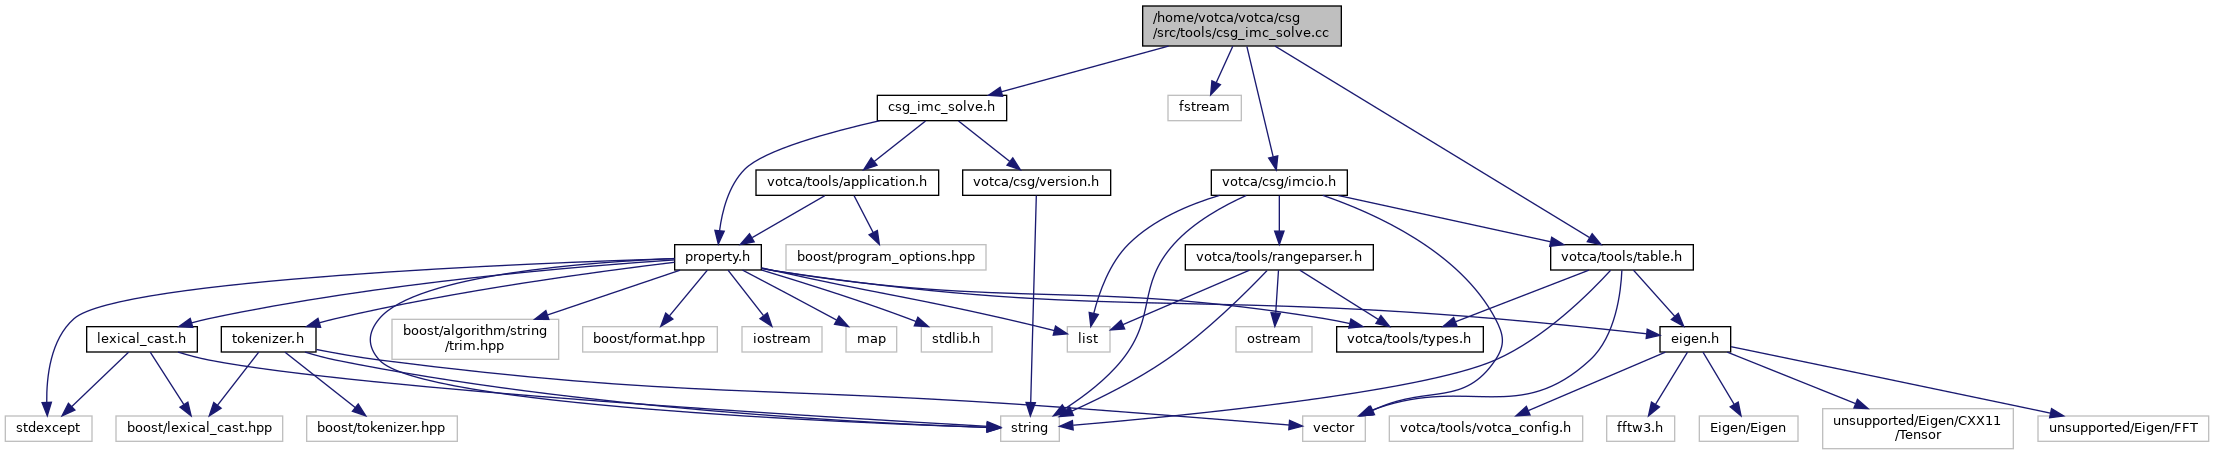 /home/votca/votca/csg
/src/tools/csg_imc_solve.cc
csg_imc_solve.h
fstream
votca/tools/application.h
votca/csg/version.h
votca/csg/imcio.h
property.h
boost/program_options.hpp
votca/tools/rangeparser.h
votca/tools/table.h
lexical_cast.h
tokenizer.h
boost/algorithm/string
/trim.hpp
boost/format.hpp
iostream
map
stdlib.h
list
ostream
votca/tools/types.h
eigen.h
stdexcept
boost/lexical_cast.hpp
boost/tokenizer.hpp
string
vector
votca/tools/votca_config.h
fftw3.h
Eigen/Eigen
unsupported/Eigen/CXX11
/Tensor
unsupported/Eigen/FFT